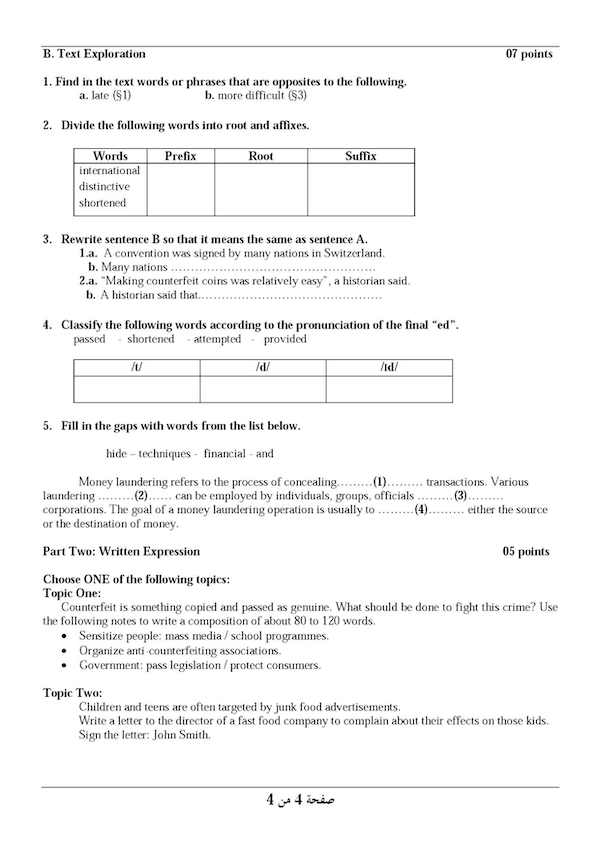 B. Text Exploration 07 points
1. Find in the text words or phrases that are opposites to the following.
a. late (§1) b. more difficult (§3)
2. Divide the following words into root and affixes.
Words Prefix Root Suffix
international
distinctive
shortened
3. Rewrite sentence B so that it means the same as sentence A.
1.a. A convention was signed by many nations in Switzerland.
b. Many nations ……………………………………………
2.a. “Making counterfeit coins was relatively easy”, a historian said.
b. A historian said that.………………………………………
4. Classify the following words according to the pronunciation of the final “ed”.
passed - shortened - attempted - provided
/t/ /d/ /ɪd/
5. Fill in the gaps with words from the list below.
hide – techniques - financial - and
Money laundering refers to the process of concealing………(1)……… transactions. Various
laundering ………(2)…… can be employed by individuals, groups, officials ………(3)………
corporations. The goal of a money laundering operation is usually to ………(4)……… either the source
or the destination of money.
Part Two: Written Expression 05 points
Choose ONE of the following topics:
Topic One:
Counterfeit is something copied and passed as genuine. What should be done to fight this crime? Use
the following notes to write a composition of about 80 to 120 words.
• Sensitize people: mass media / school programmes.
• Organize anti-counterfeiting associations.
• Government: pass legislation / protect consumers.
Topic Two:
Children and teens are often targeted by junk food advertisements.
Write a letter to the director of a fast food company to complain about their effects on those kids.
Sign the letter: John Smith.
صفحة 4 من 4